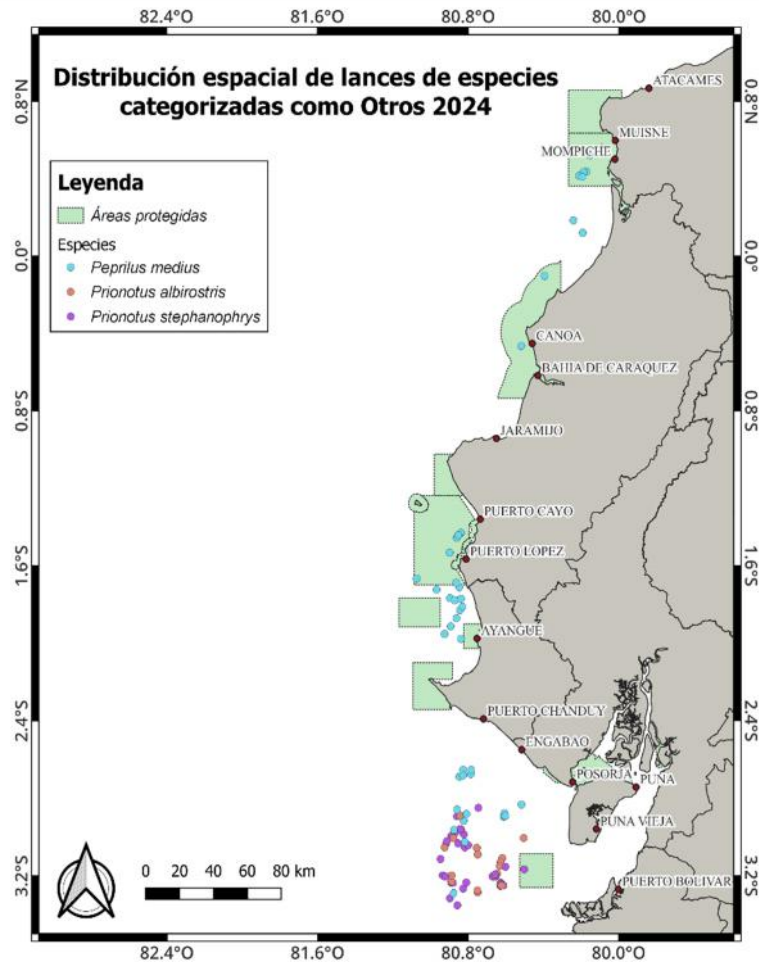 82.4°W 81.6°W 80.8°W 80.0°W
Distribución espacial de lances de especies
categorizadas como Otros 2024
Leyenda
Áreas protegidas
Especies
Peprilus medius
Prionotus albirostris
Prionotus stephanophrys
0.8°N
0.0°
0.8°S
1.6°S
2.4°S
3.2°S
ATACAMES
MUISNE
MOMPICHE
CANOA
BAHIA DE CARAQUEZ
JARAMIJO
PUERTO CAYO
PUERTO LOPEZ
AYANGUE
PUERTO CHANDUY
ENGABAO
POSORJA
PUNA
PUNA VIEJA
PUERTO BOLIVAR
0.8°N
0.0°
0.8°S
1.6°S
2.4°S
3.2°S
0 20 40 60 80 km
82.4°W 81.6°W 80.8°W 80.0°W